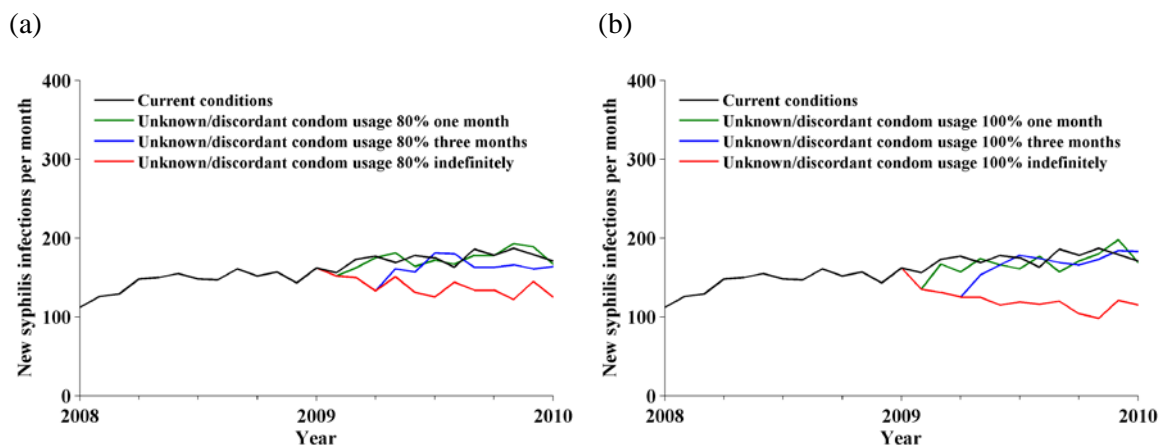 (a)
400
300
200
100
0
New syphilis infections per month
Current conditions
Unknown/discordant condom usage 80% one month
Unknown/discordant condom usage 80% three months
Unknown/discordant condom usage 80% indefinitely
2008
2009
2010
Year
(b)
400
300
200
100
0
New syphilis infections per month
Current conditions
Unknown/discordant condom usage 100% one month
Unknown/discordant condom usage 100% three months
Unknown/discordant condom usage 100% indefinitely
2008
2009
2010
Year